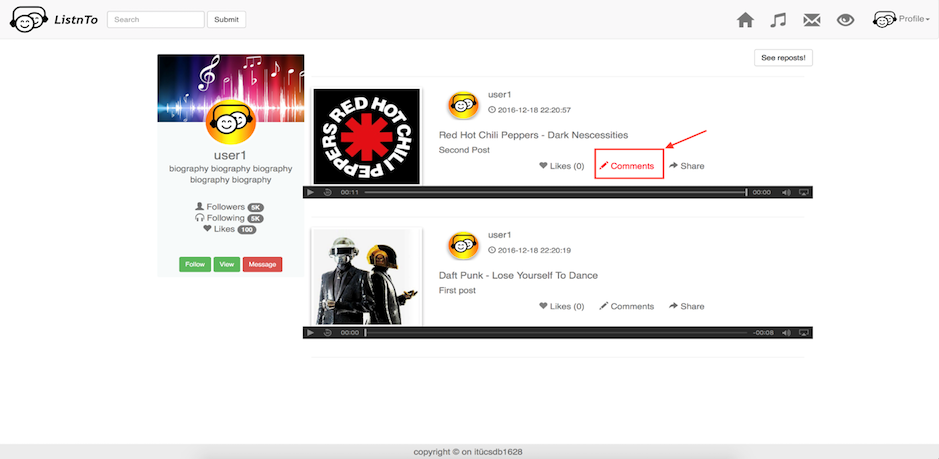 ListnTo
Search
Submit
Profile
See reposts!
user1
biography biography biography
biography biography
Followers 5K
Following 5K
Likes 100
Follow
View
Message
RED HOT CHILI PEPPERS
user1
2016-12-18 22:20:57
Red Hot Chili Peppers - Dark Nescessities
Second Post
Likes (0)
Comments
Share
00:11
00:00
user1
2016-12-18 22:20:19
Daft Punk - Lose Yourself To Dance
First post
Likes (0)
Comments
Share
00:00
-00:08
copyright © on itücsdb1628